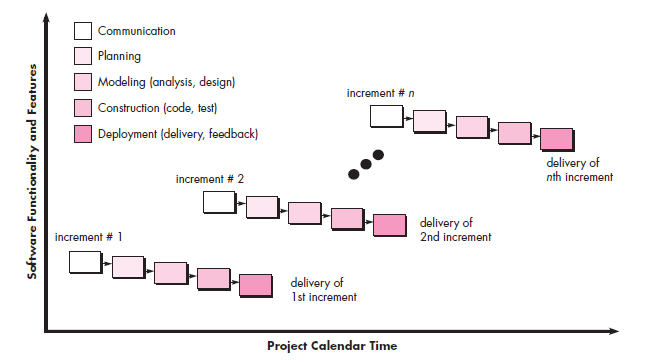 Software Functionality and Features
Communication
Planning
Modeling (analysis, design)
Construction (code, test)
Deployment (delivery, feedback)
increment # n
delivery of
nth increment
increment # 2
delivery of
2nd increment
increment # 1
delivery of
1st increment
Project Calendar Time